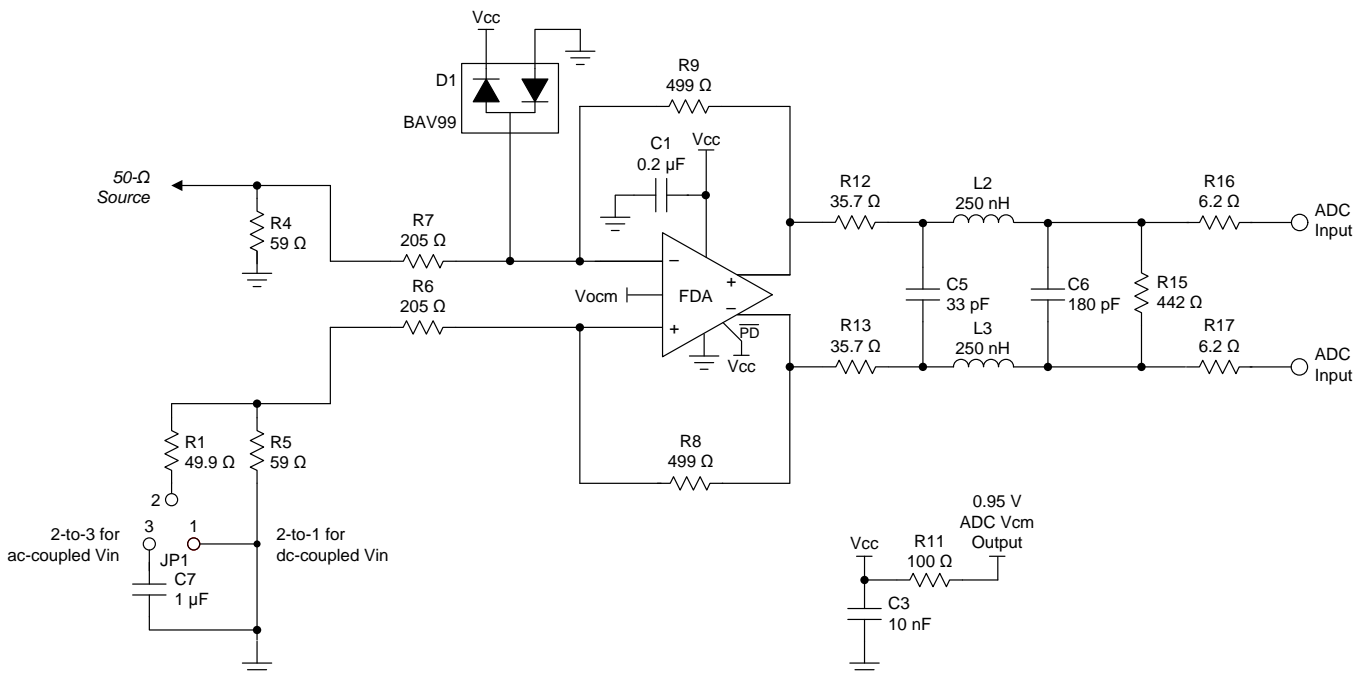 Vcc
D1
BAV99
R9
499 Ω
C1
0.2 µF
Vcc
50-Ω
Source
R4
59 Ω
R7
205 Ω
R6
205 Ω
Vocm
FDA
−
+
+
−
PD
Vcc
R12
35.7 Ω
L2
250 nH
R16
6.2 Ω
ADC
Input
C5
33 pF
C6
180 pF
R15
442 Ω
R13
35.7 Ω
L3
250 nH
R17
6.2 Ω
ADC
Input
R1
49.9 Ω
R5
59 Ω
R8
499 Ω
2
3
1
2-to-3 for
ac-coupled Vin
JP1
2-to-1 for
dc-coupled Vin
C7
1 µF
Vcc
R11
100 Ω
0.95 V
ADC Vcm
Output
C3
10 nF